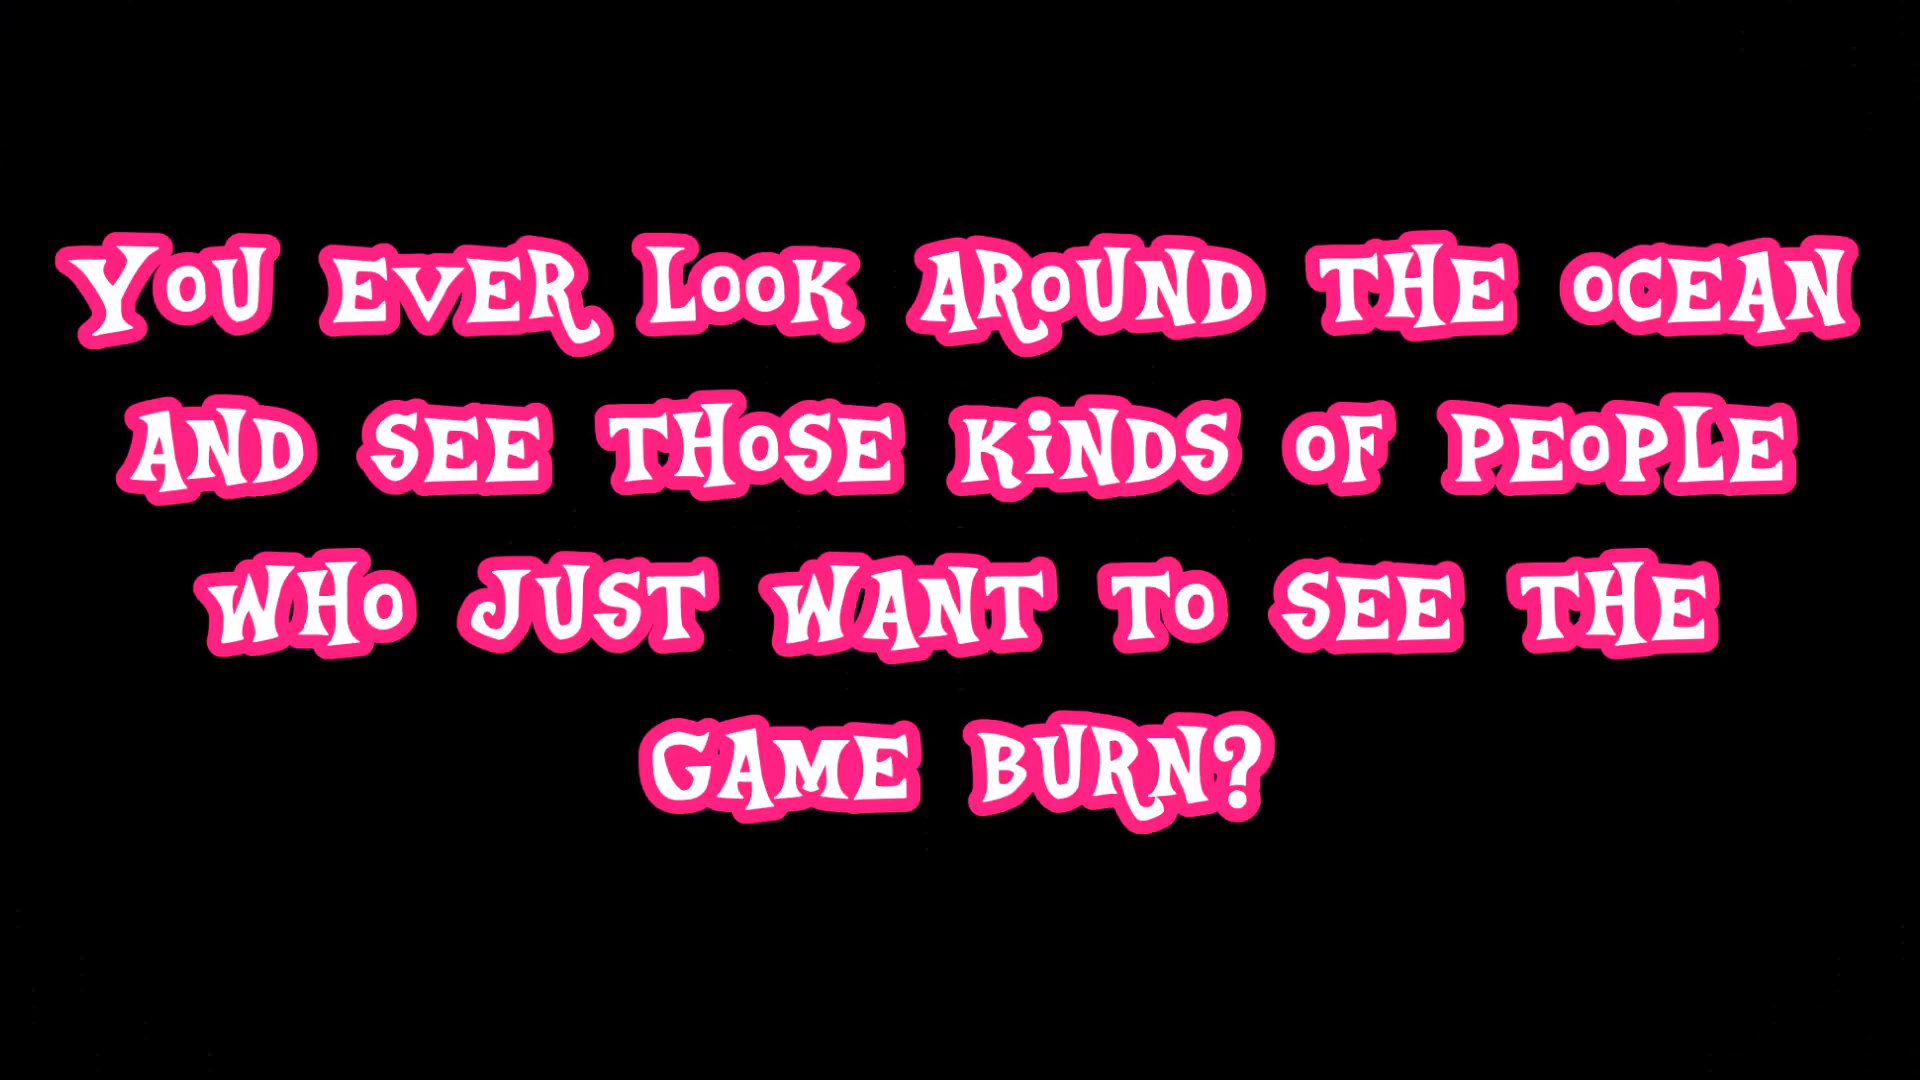 YOU EVER LOOK AROUND THE OCEAN
AND SEE THOSE KiNDS OF PEOPLE
WHO JUST WANT TO SEE THE
GAME BURN?